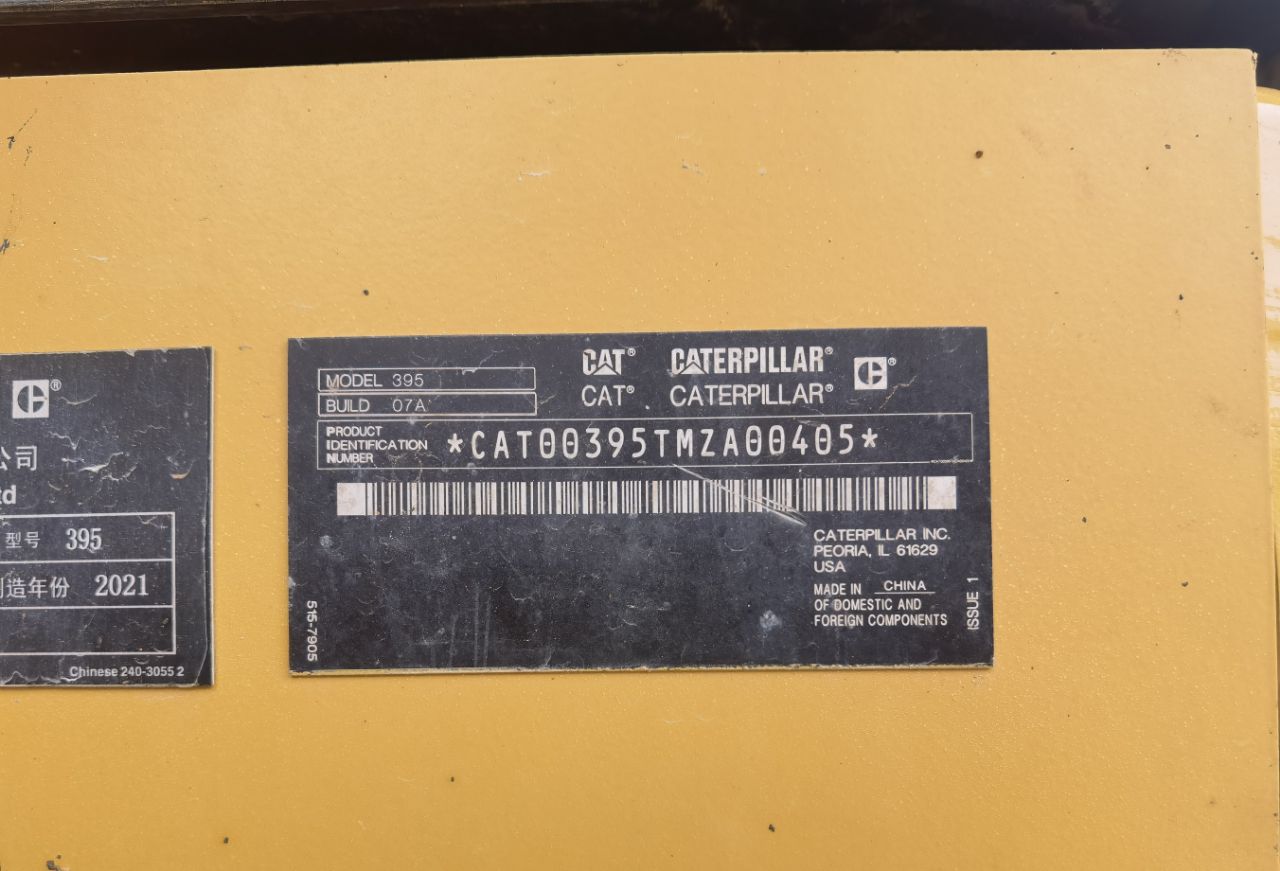 公司
td
型号 395
制造年份 2021
Chinese 240-3055 2
CAT® CATERPILLAR®
CAT® CATERPILLAR®
MODEL 395
BUILD 07A
PRODUCT
IDENTIFICATION
NUMBER
*CAT00395TMZA00405*
CATERPILLAR INC.
PEORIA, IL 61629
USA
MADE IN CHINA
OF DOMESTIC AND
FOREIGN COMPONENTS
515-7905
ISSUE 1